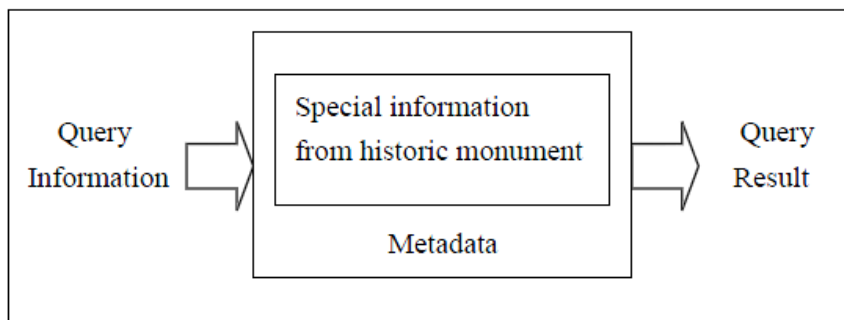 Query
Information
Special information
from historic monument
Metadata
Query
Result